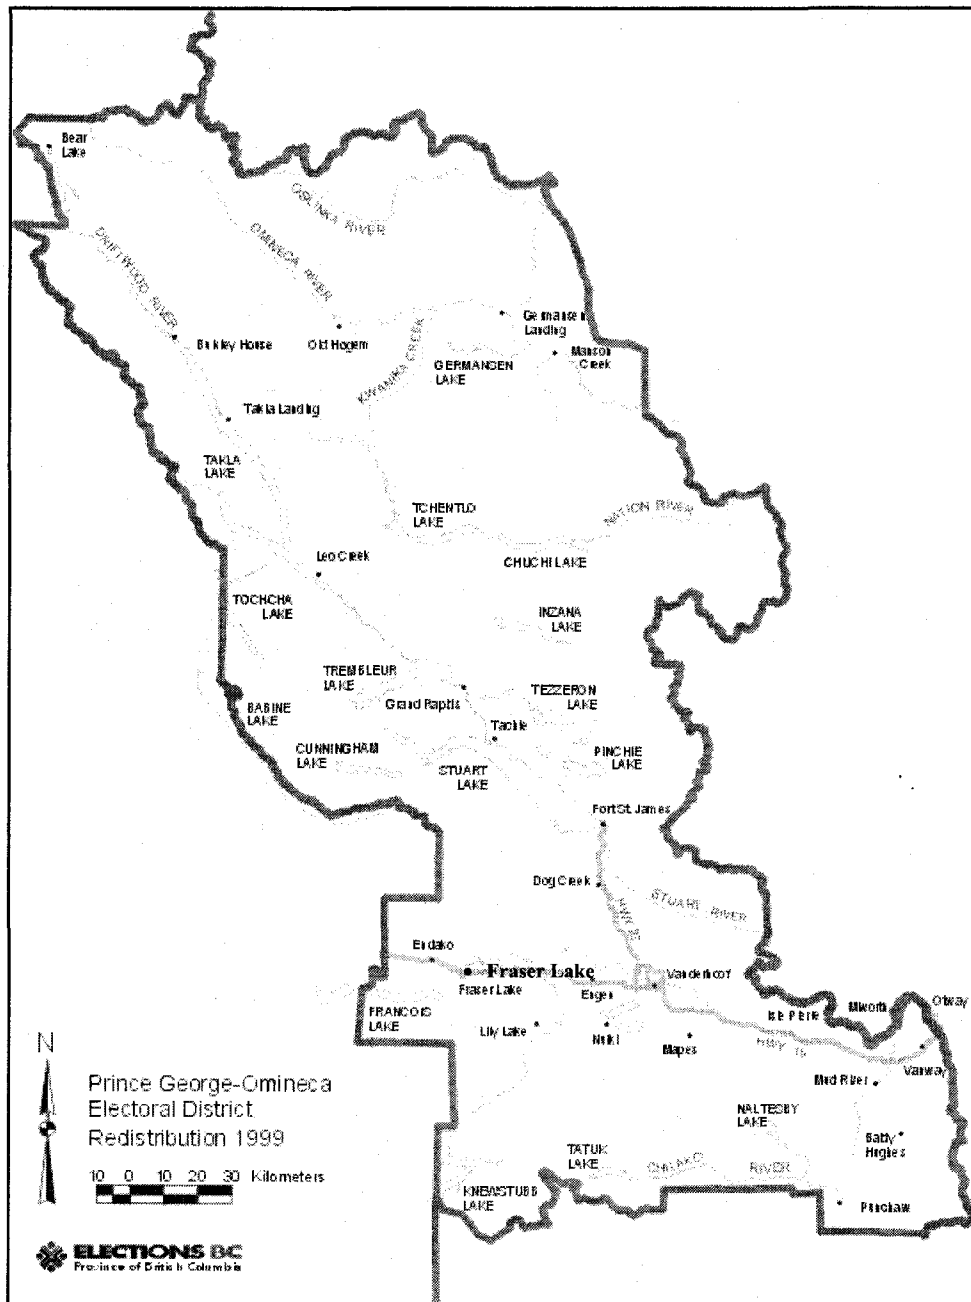 Bear
Lake
OSILINKA RIVER
OMINECA RIVER
DRIFTWOOD RIVER
Germansen
Landing
Bulkley House
Old Hogem
Manson
Creek
KWANIKA CREEK
GERMANSEN
LAKE
Takla Landing
TAKLA
LAKE
TCHENTLO
LAKE
NATION RIVER
Leo Creek
CHUCHI LAKE
TOCHCHA
LAKE
INZANA
LAKE
TREMBLEUR
LAKE
Grand Rapids
TEZZERON
LAKE
BABINE
LAKE
Tachie
CUNNINGHAM
LAKE
STUART
LAKE
PINCHIE
LAKE
Fort St. James
Dog Creek
STUART RIVER
HWY 27
Endako
Fraser Lake
Fraser Lake
Engen
Vanderhoof
FRANCOIS
LAKE
Lily Lake
Nulki
Mapes
Isle Pierre
Miworth
Otway
HWY 16
Vanway
Mud River
NALTESBY
LAKE
Batty
Hughes
TATUK
LAKE
CHILAKO RIVER
KNEWSTUBB
LAKE
Punchaw
N
Prince George-Omineca
Electoral District
Redistribution 1999
10 0 10 20 30 Kilometers
ELECTIONS BC
Province of British Columbia